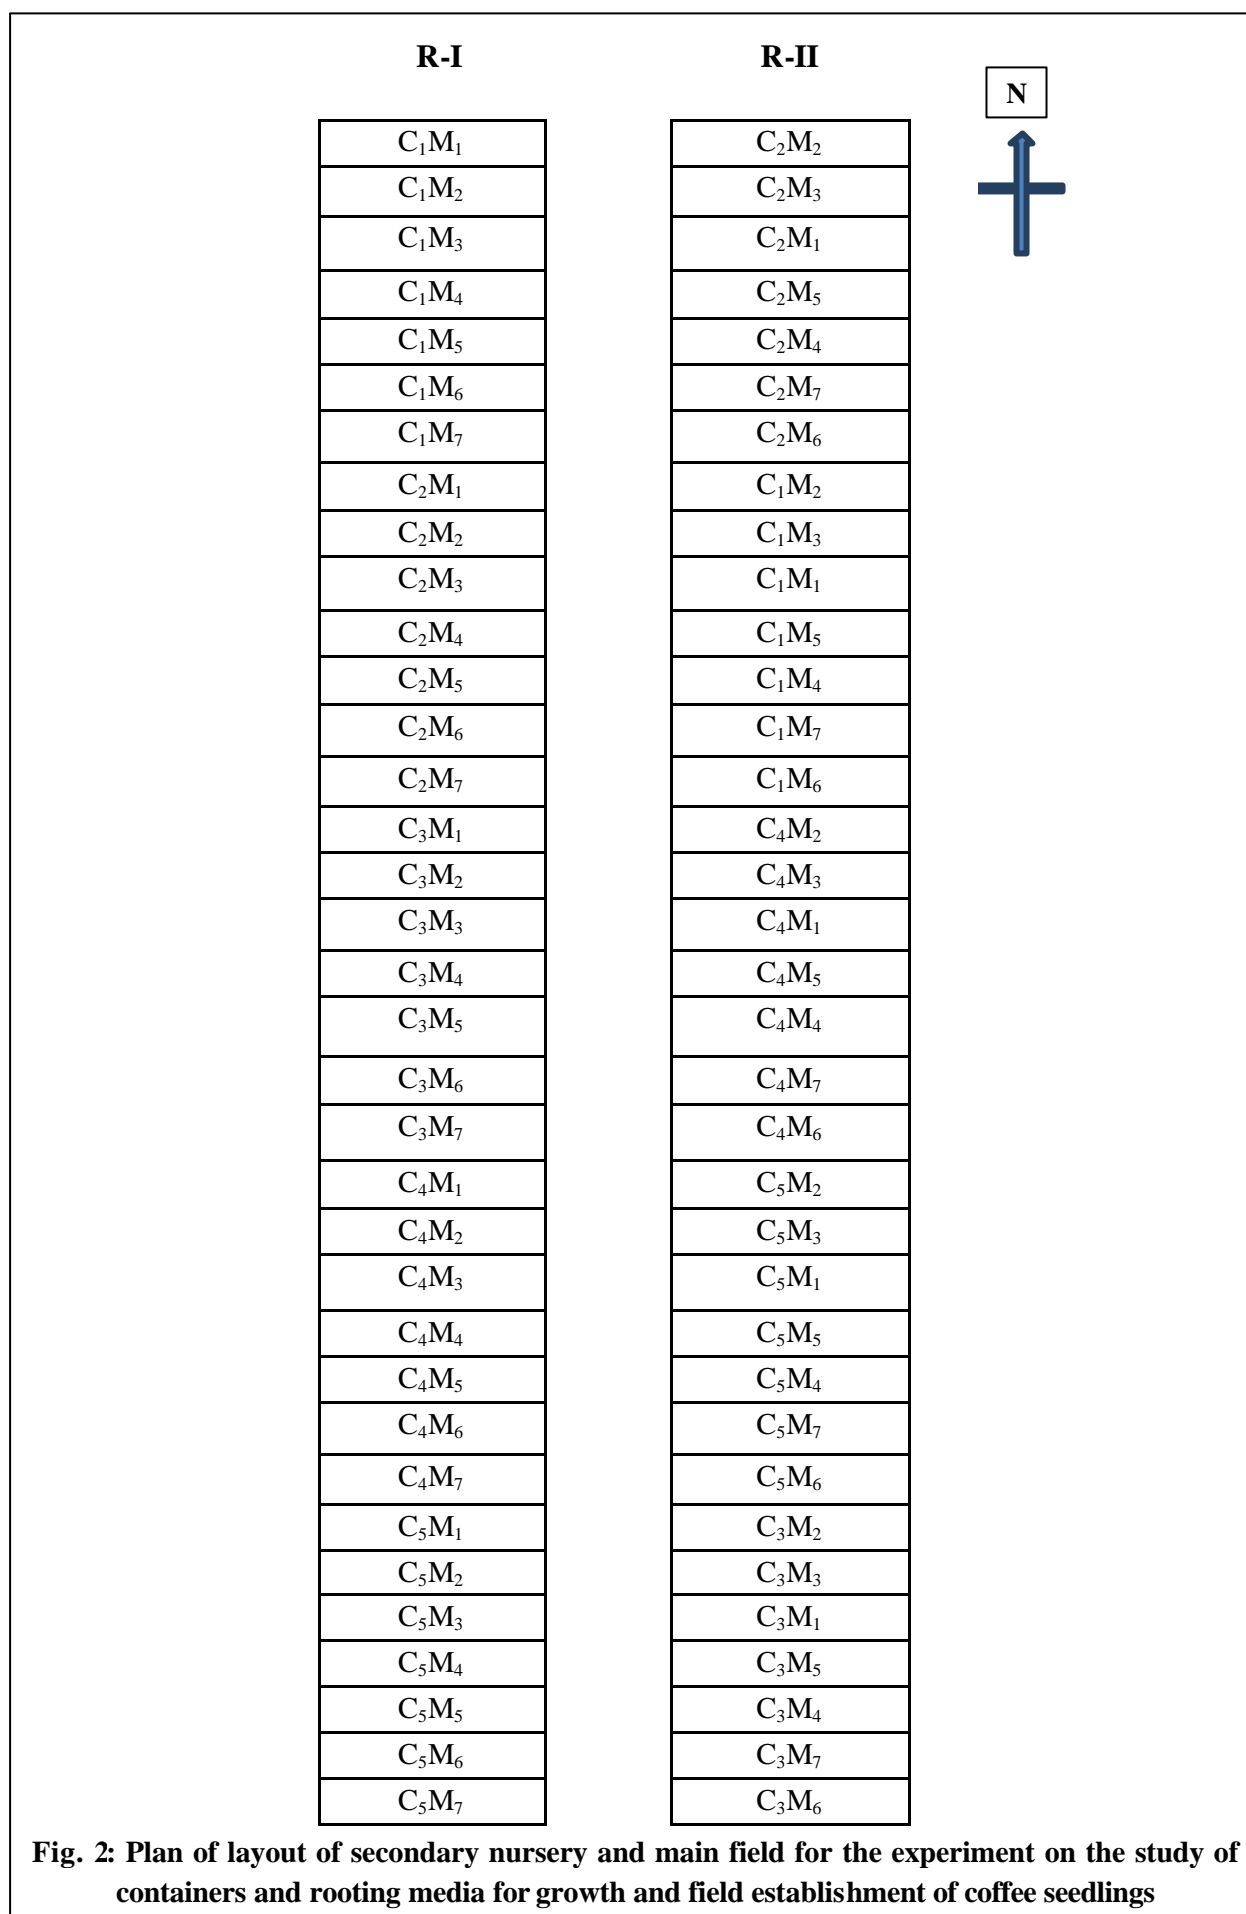 R-I R-II
N
C₁M₁ C₂M₂
C₁M₂ C₂M₃
C₁M₃ C₂M₁
C₁M₄ C₂M₅
C₁M₅ C₂M₄
C₁M₆ C₂M₇
C₁M₇ C₂M₆
C₂M₁ C₁M₂
C₂M₂ C₁M₃
C₂M₃ C₁M₁
C₂M₄ C₁M₅
C₂M₅ C₁M₄
C₂M₆ C₁M₇
C₂M₇ C₁M₆
C₃M₁ C₄M₂
C₃M₂ C₄M₃
C₃M₃ C₄M₁
C₃M₄ C₄M₅
C₃M₅ C₄M₄
C₃M₆ C₄M₇
C₃M₇ C₄M₆
C₄M₁ C₅M₂
C₄M₂ C₅M₃
C₄M₃ C₅M₁
C₄M₄ C₅M₅
C₄M₅ C₅M₄
C₄M₆ C₅M₇
C₄M₇ C₅M₆
C₅M₁ C₃M₂
C₅M₂ C₃M₃
C₅M₃ C₃M₁
C₅M₄ C₃M₅
C₅M₅ C₃M₄
C₅M₆ C₃M₇
C₅M₇ C₃M₆
Fig. 2: Plan of layout of secondary nursery and main field for the experiment on the study of
containers and rooting media for growth and field establishment of coffee seedlings